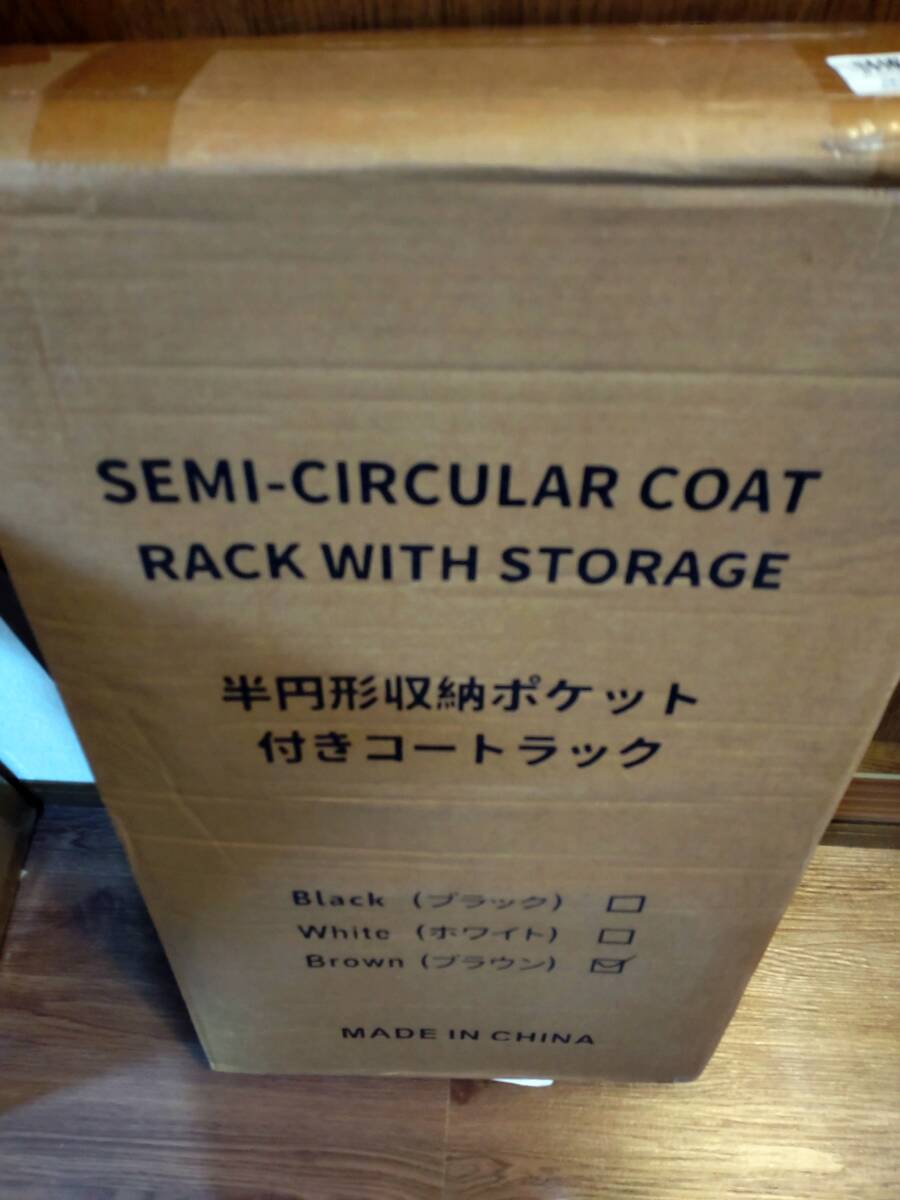 SEMI-CIRCULAR COAT
RACK WITH STORAGE
半円形収納ポケット
付きコートラック
Black (ブラック) ☐
White (ホワイト) ☐
Brown (ブラウン) ☑
MADE IN CHINA